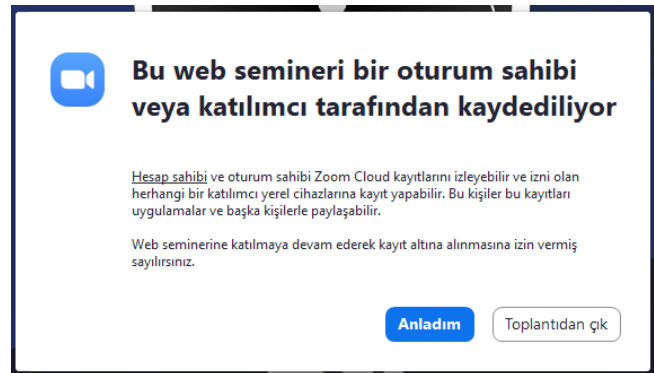 Bu web semineri bir oturum sahibi
veya katılımcı tarafından kaydediliyor
Hesap sahibi ve oturum sahibi Zoom Cloud kayıtlarını izleyebilir ve izni olan
herhangi bir katılımcı yerel cihazlarına kayıt yapabilir. Bu kişiler bu kayıtları
uygulamalar ve başka kişilerle paylaşabilir.
Web seminerine katılmaya devam ederek kayıt altına alınmasına izin vermiş
sayılırsınız.
Anladım
Toplantıdan çık